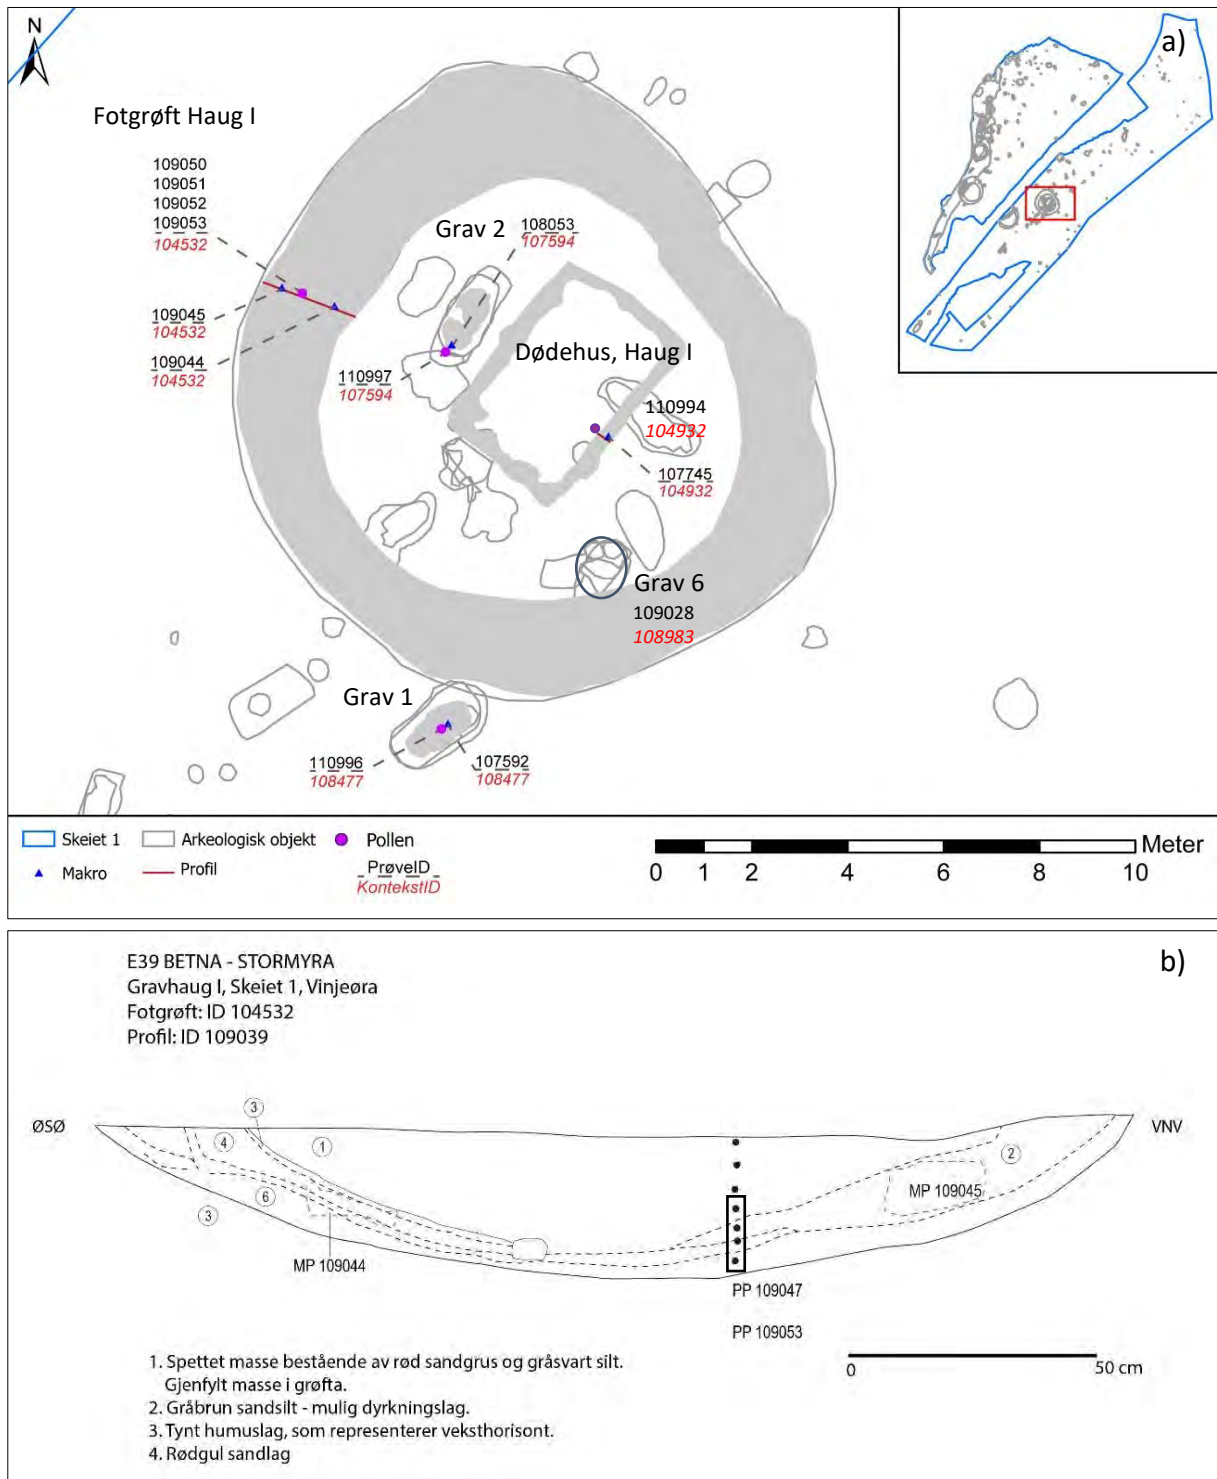 N
a)
Fotgrøft Haug I
109050
109051
109052
109053
104532
109045
104532
109044
104532
Grav 2
108053
107594
110997
107594
Dødehus, Haug I
110994
104932
107745
104932
Grav 6
109028
108983
Grav 1
110996
108477
107592
108477
Skeiet 1
Arkeologisk objekt
Pollen
Makro
Profil
PrøveID
KontekstID
Meter
0 1 2 4 6 8 10
b)
E39 BETNA - STORMYRA
Gravhaug I, Skeiet 1, Vinjeøra
Fotgrøft: ID 104532
Profil: ID 109039
ØSØ
VNV
3
4
1
2
6
3
MP 109045
MP 109044
PP 109047
PP 109053
0 50 cm
1. Spettet masse bestående av rød sandgrus og gråsvart silt.
Gjenfylt masse i grøfta.
2. Gråbrun sandsilt - mulig dyrkningslag.
3. Tynt humuslag, som representerer veksthorisont.
4. Rødgul sandlag